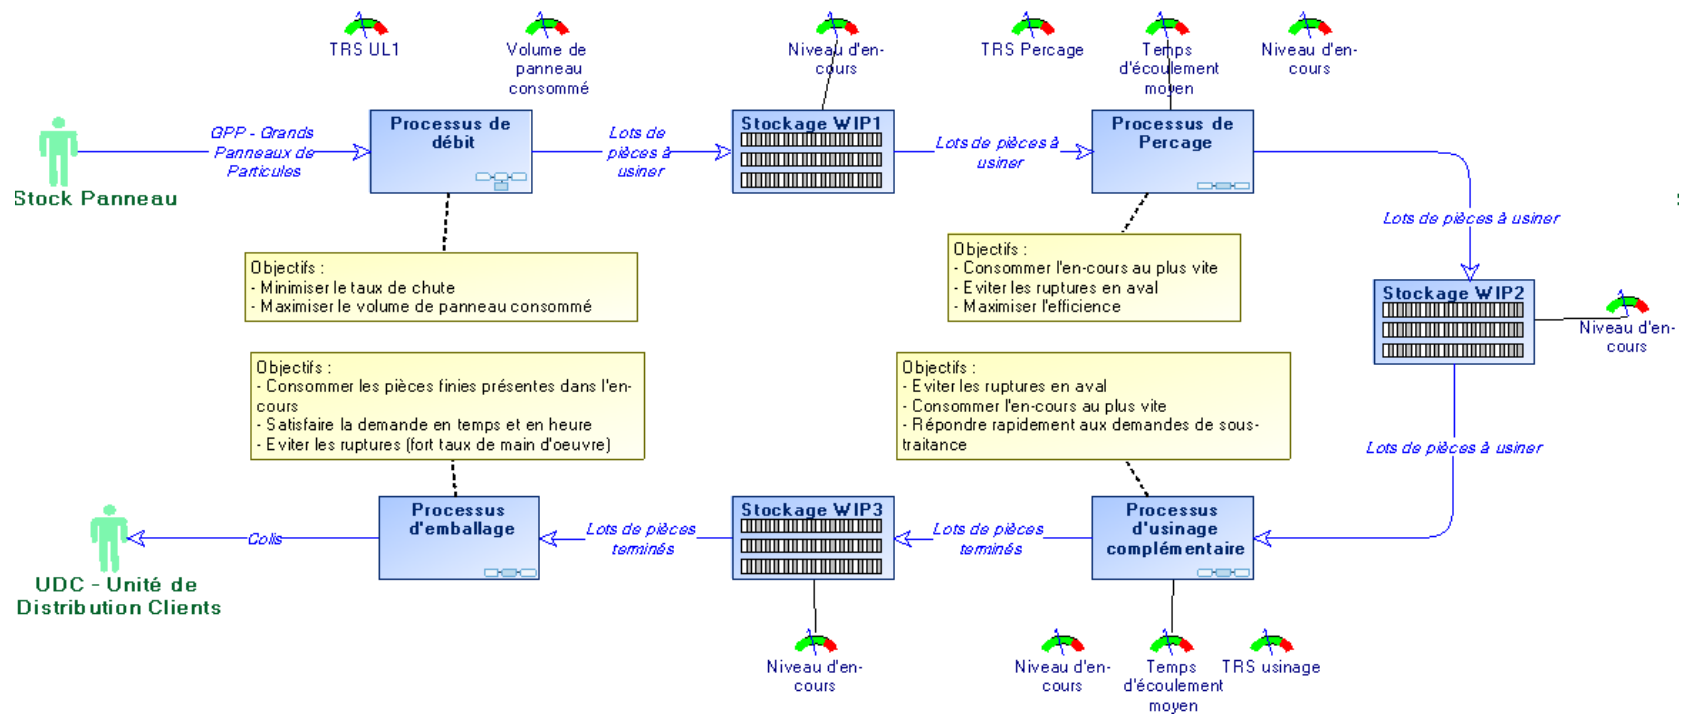 TRS UL1
Volume de
panneau
consommé
Niveau d'en-
cours
TRS Percage
Temps
d'écoulement
moyen
Niveau d'en-
cours
Stock Panneau
GPP - Grands
Panneaux de
Particules
Processus de
débit
Lots de
pièces à
usiner
Stockage WIP1
Lots de pièces à
usiner
Processus de
Percage
Lots de pièces à usiner
Objectifs :
- Minimiser le taux de chute
- Maximiser le volume de panneau consommé
Objectifs :
- Consommer l'en-cours au plus vite
- Eviter les ruptures en aval
- Maximiser l'efficience
Stockage WIP2
Niveau d'en-
cours
Objectifs :
- Consommer les pièces finies présentes dans l'en-
cours
- Satisfaire la demande en temps et en heure
- Eviter les ruptures (fort taux de main d'oeuvre)
Objectifs :
- Eviter les ruptures en aval
- Consommer l'en-cours au plus vite
- Répondre rapidement aux demandes de sous-
traitance
Lots de pièces à usiner
UDC - Unité de
Distribution Clients
Colis
Processus
d'emballage
Lots de pièces
terminés
Stockage WIP3
Lots de pièces
terminés
Processus
d'usinage
complémentaire
Niveau d'en-
cours
Niveau d'en-
cours
Temps
d'écoulement
moyen
TRS usinage